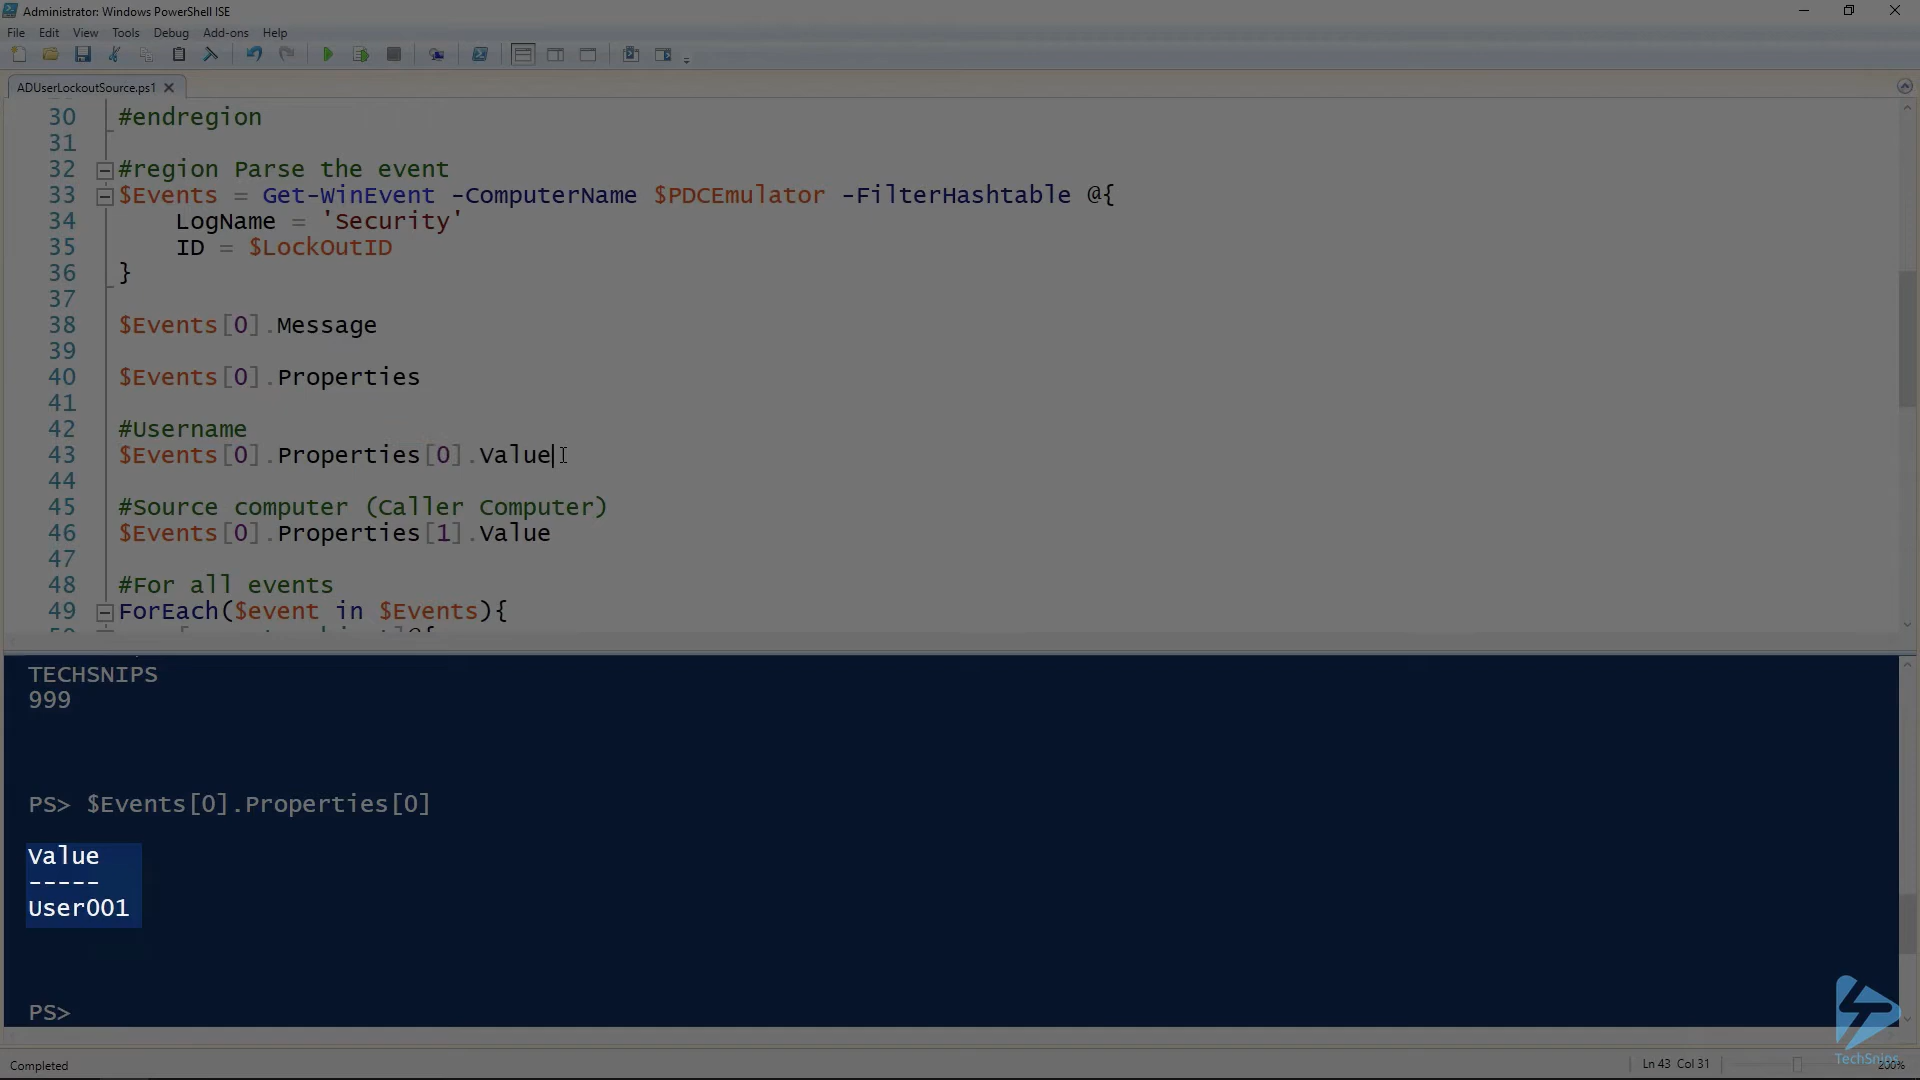 Administrator: Windows PowerShell ISE
File Edit View Tools Debug Add-ons Help
ADUserLockoutSource.ps1
30 #endregion
31
32 #region Parse the event
33 $Events = Get-WinEvent -ComputerName $PDCEmulator -FilterHashtable @{
34 LogName = 'Security'
35 ID = $LockOutID
36 }
37
38 $Events[0].Message
39
40 $Events[0].Properties
41
42 #Username
43 $Events[0].Properties[0].Value
44
45 #Source computer (Caller Computer)
46 $Events[0].Properties[1].Value
47
48 #For all events
49 ForEach($event in $Events){
TECHSNIPS
999
PS> $Events[0].Properties[0]
Value
-----
User001
PS>
TechSnips
Completed
Ln 43 Col 31
200%